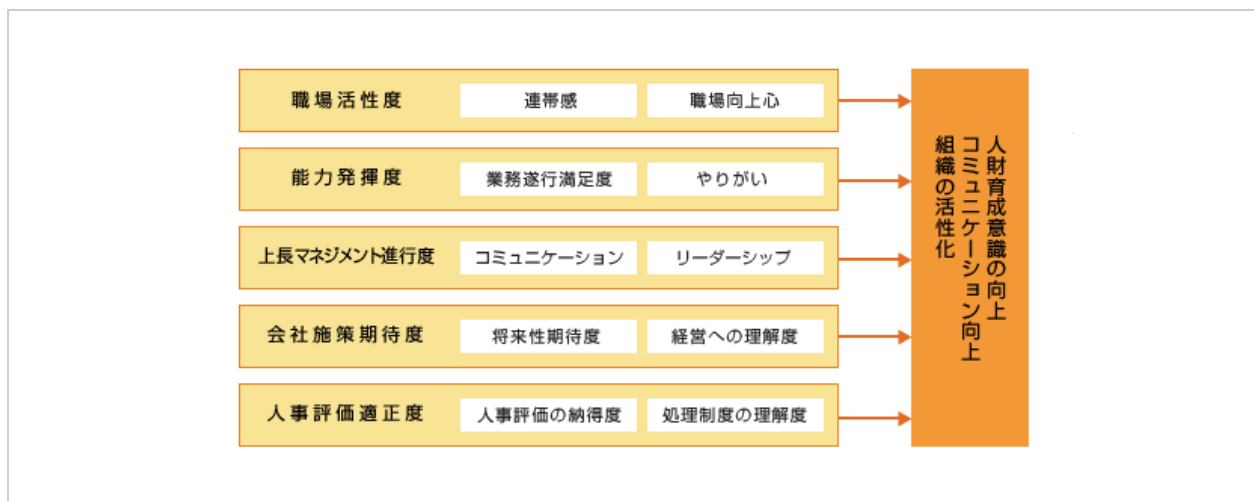 職場活性度 連帯感 職場向上心
能力発揮度 業務遂行満足度 やりがい
上長マネジメント進行度 コミュニケーション リーダーシップ
会社施策期待度 将来性期待度 経営への理解度
人事評価適正度 人事評価の納得度 処理制度の理解度
人財育成意識の向上
コミュニケーション向上
組織の活性化